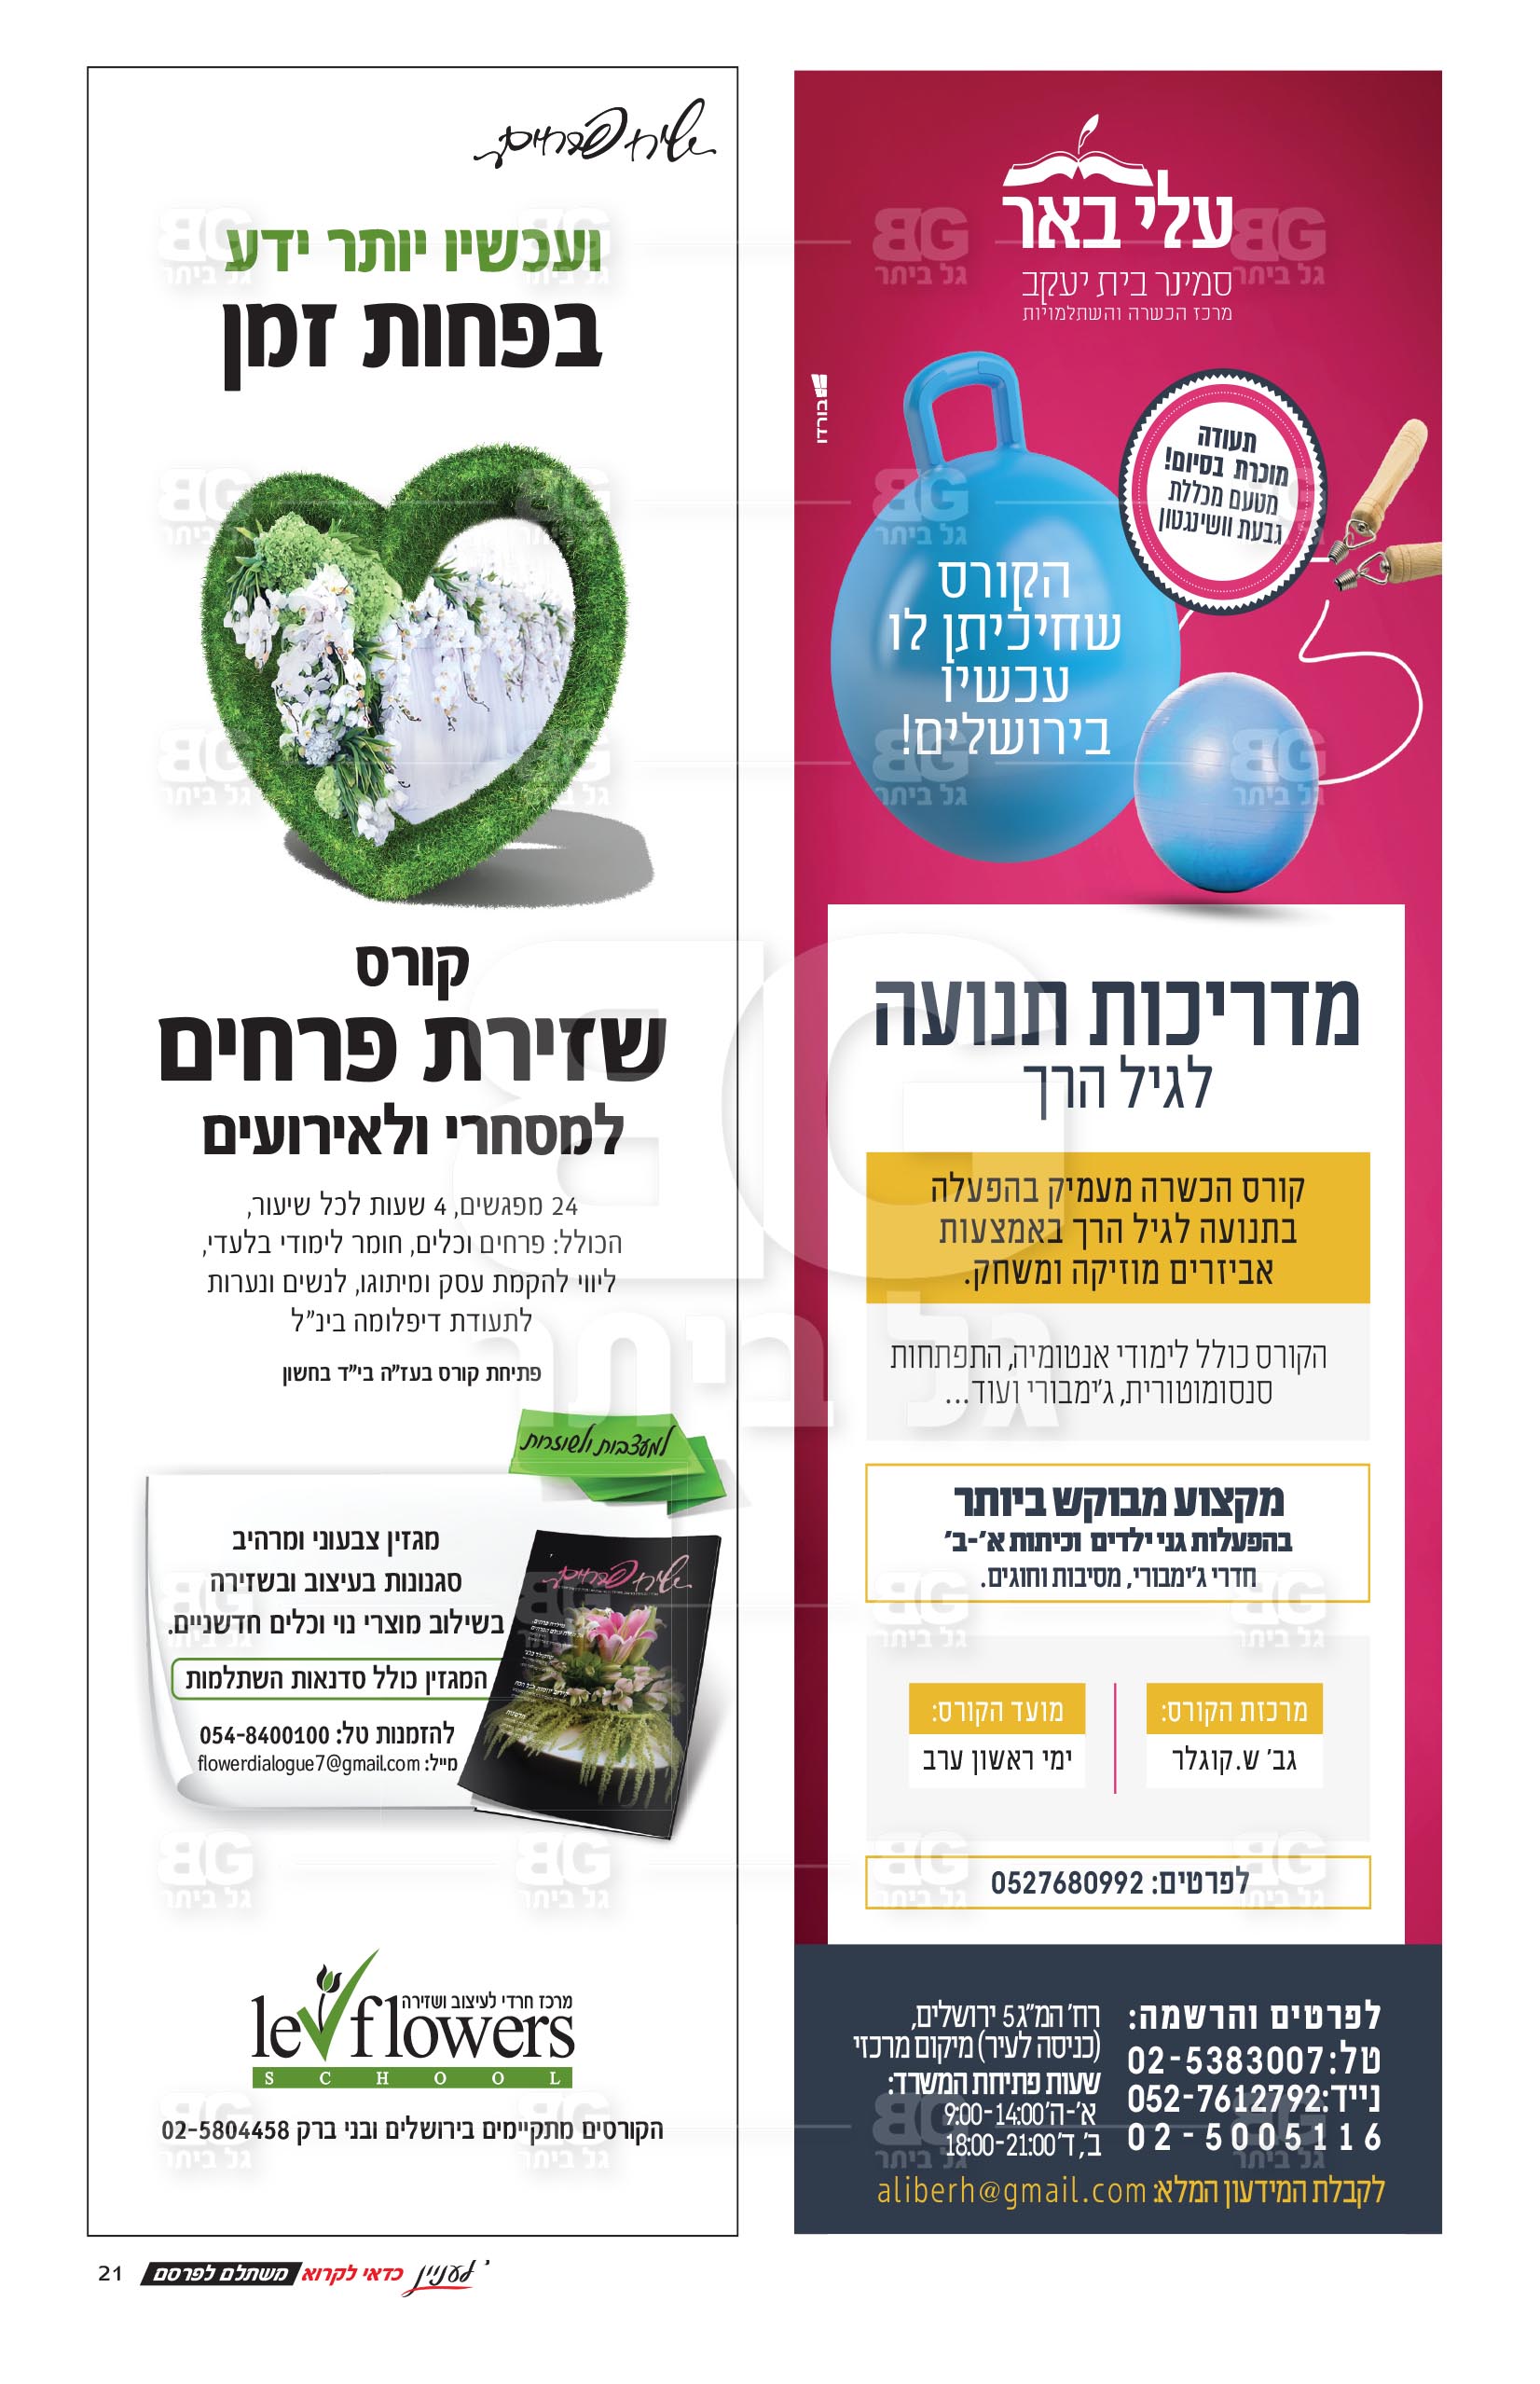 עלי באר
סמינר בית יעקב
מרכז הכשרה והשתלמויות
בורדו
תעודה
מוכרת בסיום!
מטעם מכללת
גבעת וושינגטון
הקורס
שחיכיתן לו
עכשיו
בירושלים!
מדריכות תנועה
לגיל הרך
קורס הכשרה מעמיק בהפעלה
בתנועה לגיל הרך באמצעות
אביזרים מוזיקה ומשחק.
הקורס כולל לימודי אנטומיה, התפתחות
סנסומוטורית, ג'ימבורי ועוד...
מקצוע מבוקש ביותר
בהפעלות גני ילדים וכיתות א'-ב'
חדרי ג'ימבורי, מסיבות וחוגים.
מרכזת הקורס:
גב' ש.קוגלר
מועד הקורס:
ימי ראשון ערב
לפרטים: 0527680992
לפרטים והרשמה:
טל: 02-5383007
נייד: 052-7612792
02-5005116
רח' המ"ג 5 ירושלים,
(כניסה לעיר) מיקום מרכזי
שעות פתיחת המשרד:
א'-ה' 9:00-14:00
ב', ד' 18:00-21:00
לקבלת המידעון המלא: aliberh@gmail.com
שיח פרחים
ועכשיו יותר ידע
בפחות זמן
קורס
שזירת פרחים
למסחרי ולאירועים
24 מפגשים, 4 שעות לכל שיעור,
הכולל: פרחים וכלים, חומר לימודי בלעדי,
ליווי להקמת עסק ומיתוגו, לנשים ונערות
לתעודת דיפלומה בינ"ל
פתיחת קורס בעז"ה בי"ד בחשון
למעצבות ולשוזרות
מגזין צבעוני ומרהיב
סגנונות בעיצוב ובשזירה
בשילוב מוצרי נוי וכלים חדשניים.
המגזין כולל סדנאות השתלמות
להזמנות טל: 054-8400100
מייל: flowerdialogue7@gmail.com
שיח פרחים
מרכז חרדי לעיצוב ושזירה
lev flowers
SCHOOL
הקורסים מתקיימים בירושלים ובני ברק 02-5804458
לעניין כדאי לקרוא משתלם לפרסם 21
BG
גל ביתר